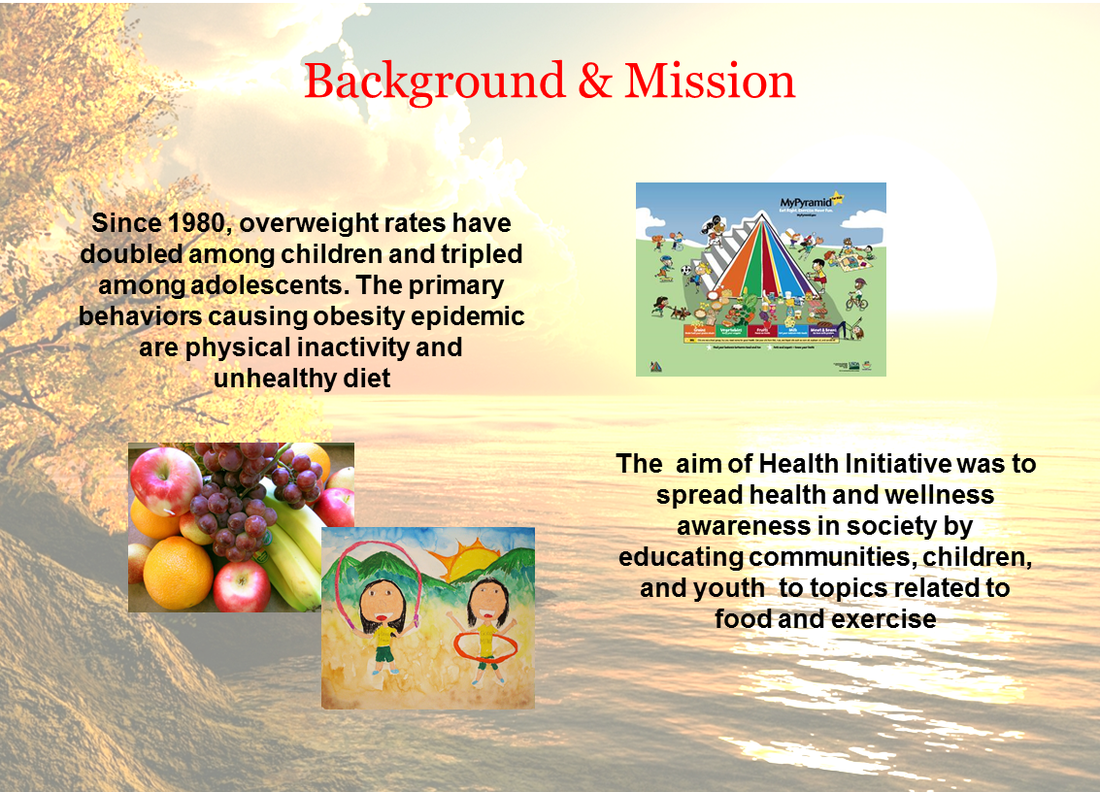 Background & Mission
Since 1980, overweight rates have
doubled among children and tripled
among adolescents. The primary
behaviors causing obesity epidemic
are physical inactivity and
unhealthy diet
MyPyramid
Grains
Vegetables
Fruits
Milk
Meat & Beans
The  aim of Health Initiative was to
spread health and wellness
awareness in society by
educating communities, children,
and youth  to topics related to
food and exercise